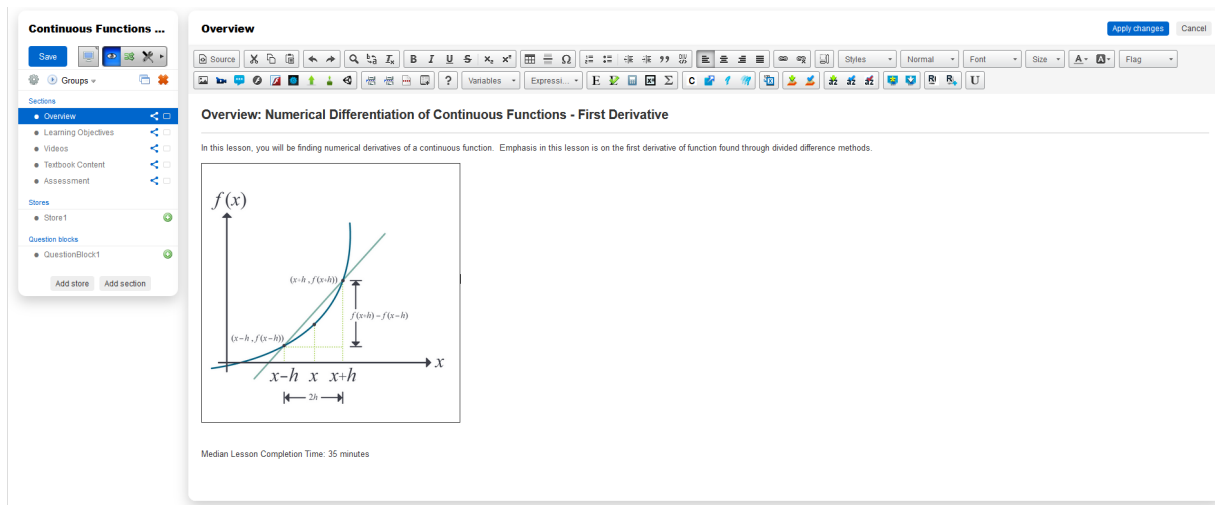 Continuous Functions ...
Save
Groups
Sections
Overview
Learning Objectives
Videos
Textbook Content
Assessment
Stores
Store1
Question blocks
QuestionBlock1
Add store Add section
Overview
Apply changes Cancel
Source B I U S x₂ x² Ω Styles Normal Font Size A A Flag
? Variables Expressi... E Σ C U
Overview: Numerical Differentiation of Continuous Functions - First Derivative
In this lesson, you will be finding numerical derivatives of a continuous function. Emphasis in this lesson is on the first derivative of function found through divided difference methods.
f(x)
(x+h , f(x+h))
f(x+h) − f(x−h)
(x−h , f(x−h))
x
x−h x x+h
2h
Median Lesson Completion Time: 35 minutes